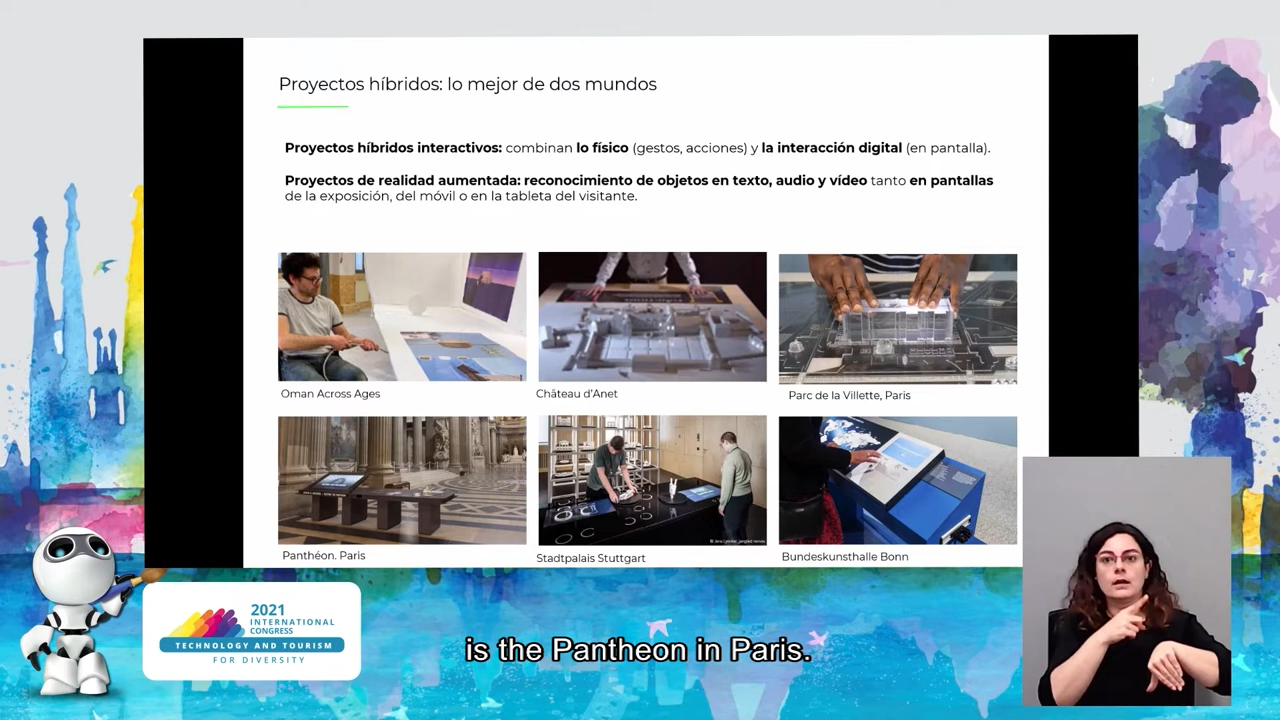 Proyectos híbridos: lo mejor de dos mundos
Proyectos híbridos interactivos: combinan lo físico (gestos, acciones) y la interacción digital (en pantalla).
Proyectos de realidad aumentada: reconocimiento de objetos en texto, audio y vídeo tanto en pantallas
de la exposición, del móvil o en la tableta del visitante.
Oman Across Ages
Château d'Anet
Parc de la Villette, Paris
Panthéon. Paris
Stadtpalais Stuttgart
Bundeskunsthalle Bonn
2021
INTERNATIONAL
CONGRESS
TECHNOLOGY AND TOURISM
FOR DIVERSITY
is the Pantheon in Paris.